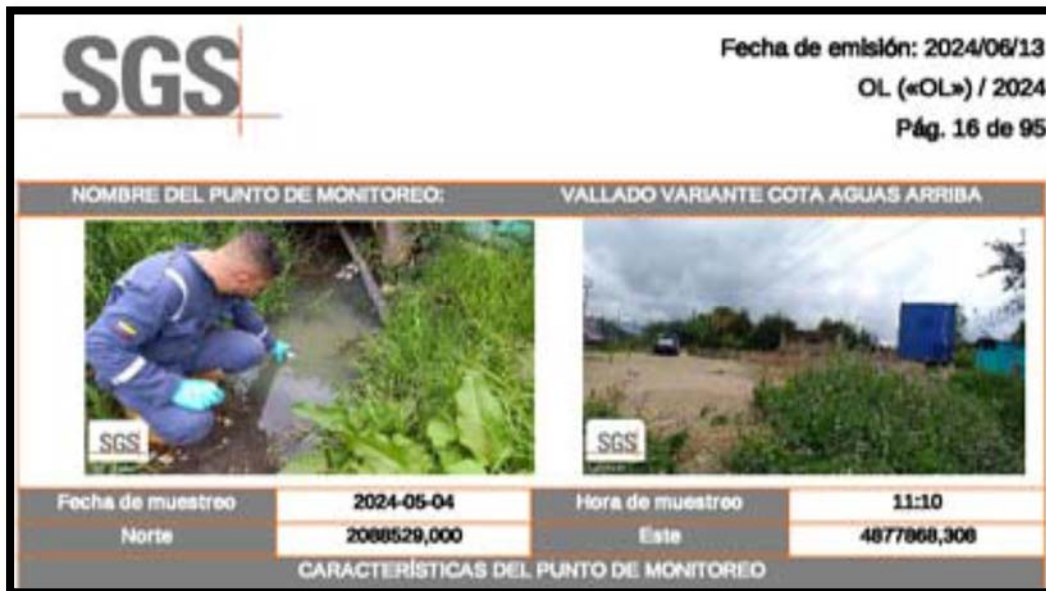 SGS
Fecha de emisión: 2024/06/13
OL («OL») / 2024
Pág. 16 de 95
NOMBRE DEL PUNTO DE MONITOREO: VALLADO VARIANTE COTA AGUAS ARRIBA
SGS SGS
Fecha de muestreo 2024-05-04 Hora de muestreo 11:10
Norte 2088529,000 Este 4877868,308
CARACTERÍSTICAS DEL PUNTO DE MONITOREO